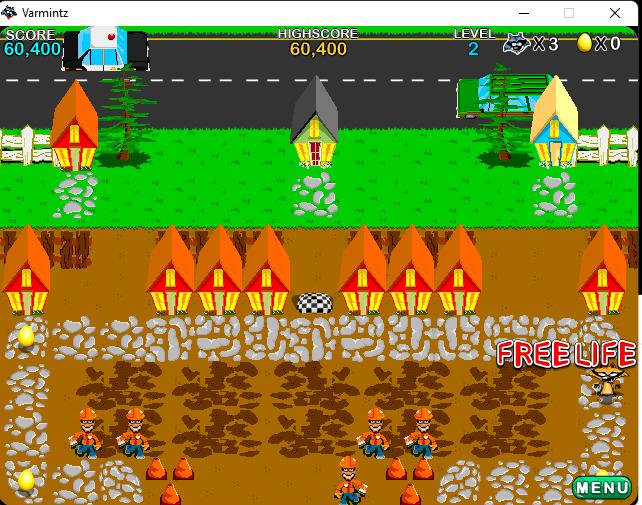 Varmintz
SCORE
60,400
HIGHSCORE
60,400
LEVEL
2
X3
X0
FREE LIFE
MENU